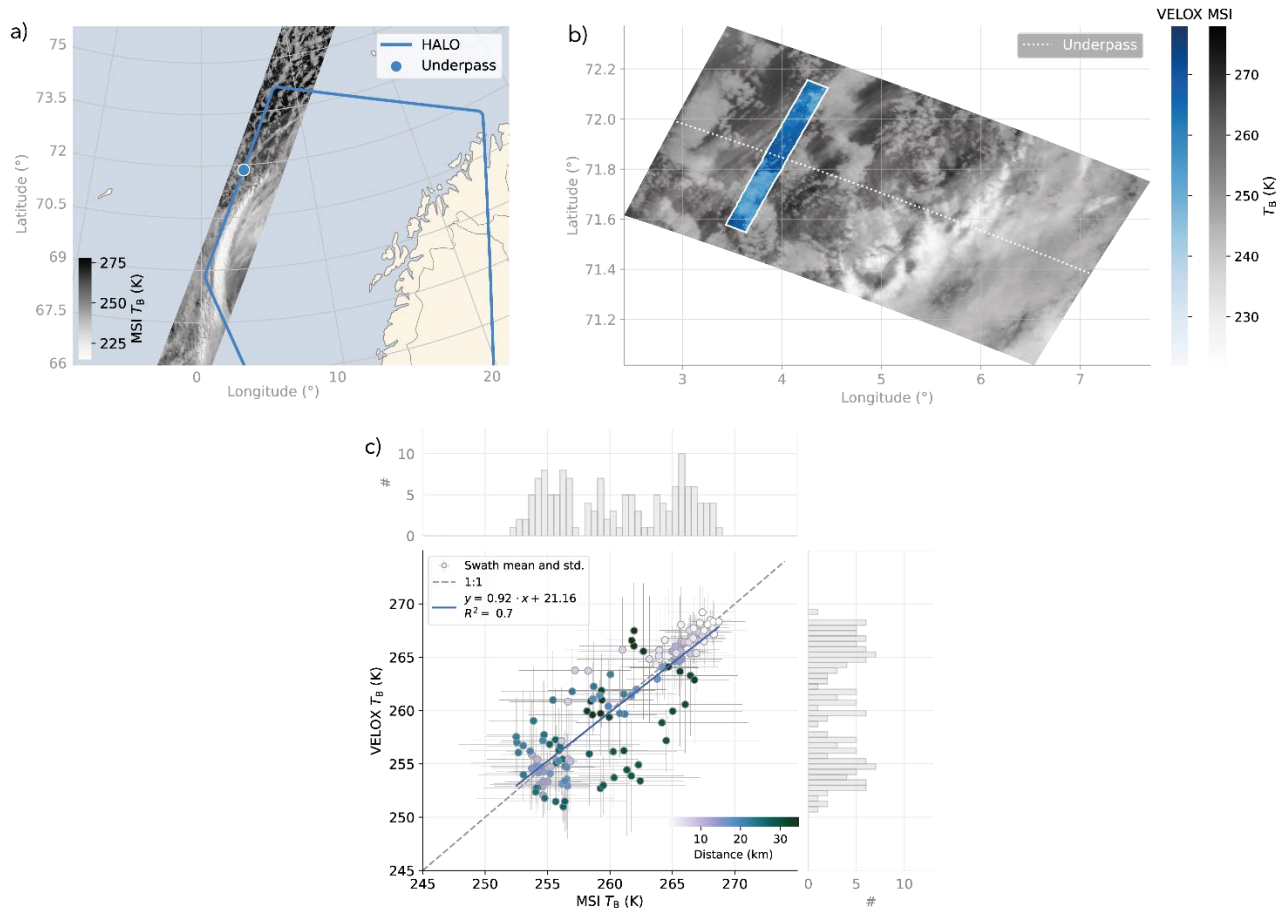 a)
75
73.5
72
70.5
69
67.5
66
Latitude (°)
HALO
Underpass
275
250
225
MSI T_B (K)
0
10
20
Longitude (°)
b)
72.2
72.0
71.8
71.6
71.4
71.2
Latitude (°)
Underpass
3
4
5
6
7
Longitude (°)
VELOX MSI
270
260
250
240
230
T_B (K)
c)
10
5
0
#
Swath mean and std.
1:1
y = 0.92 · x + 21.16
R² = 0.7
270
265
260
255
250
245
VELOX T_B (K)
245 250 255 260 265 270
MSI T_B (K)
10 20 30
Distance (km)
0 5 10
#